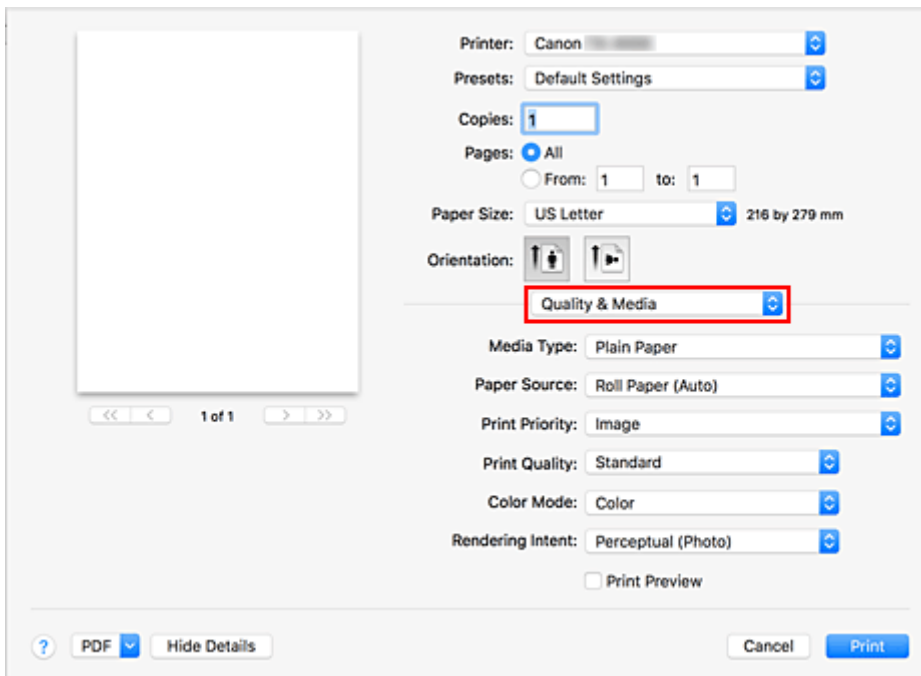 Printer: Canon
Presets: Default Settings
Copies: 1
Pages: All
From: 1 to: 1
Paper Size: US Letter 216 by 279 mm
Orientation:
Quality & Media
Media Type: Plain Paper
Paper Source: Roll Paper (Auto)
<< < 1 of 1 > >>
Print Priority: Image
Print Quality: Standard
Color Mode: Color
Rendering Intent: Perceptual (Photo)
Print Preview
? PDF Hide Details Cancel Print